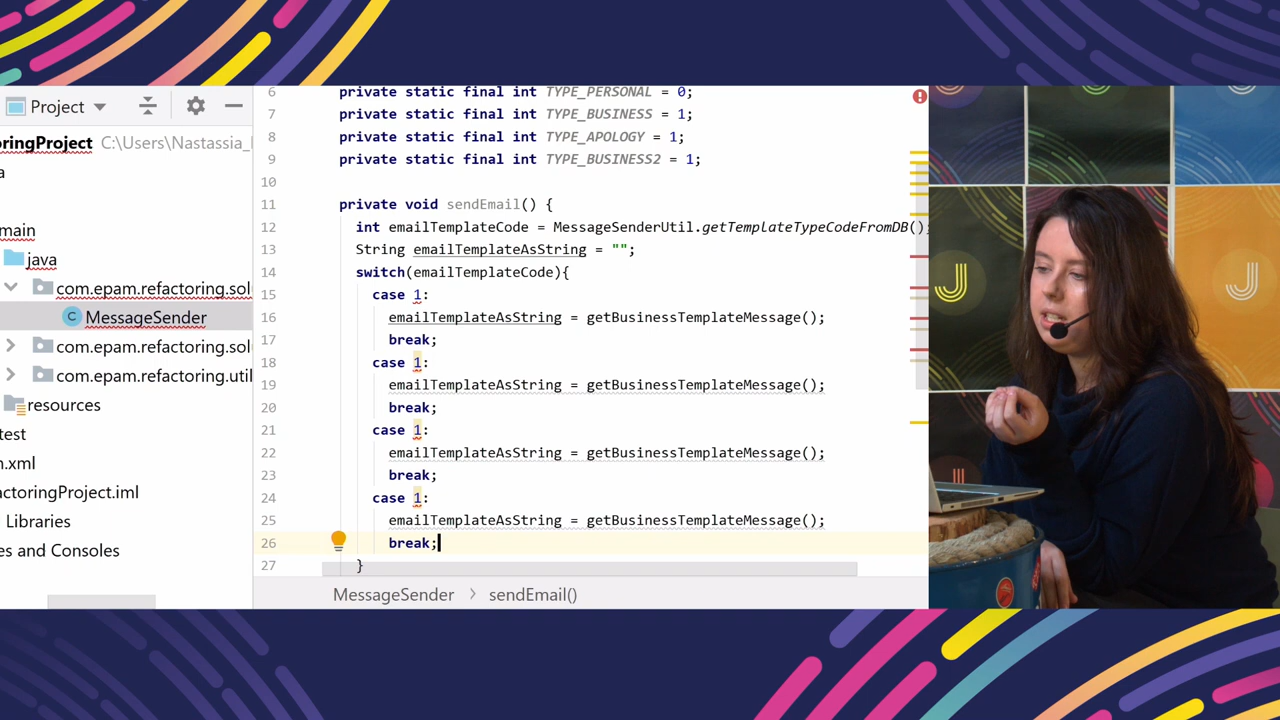 Project
oringProject C:\Users\Nastassia_
a
main
java
com.epam.refactoring.sol
MessageSender
com.epam.refactoring.sol
com.epam.refactoring.util
resources
test
n.xml
actoringProject.iml
Libraries
es and Consoles
6 private static final int TYPE_PERSONAL = 0;
7 private static final int TYPE_BUSINESS = 1;
8 private static final int TYPE_APOLOGY = 1;
9 private static final int TYPE_BUSINESS2 = 1;
10
11 private void sendEmail() {
12 int emailTemplateCode = MessageSenderUtil.getTemplateTypeCodeFromDB();
13 String emailTemplateAsString = "";
14 switch(emailTemplateCode){
15 case 1:
16 emailTemplateAsString = getBusinessTemplateMessage();
17 break;
18 case 1:
19 emailTemplateAsString = getBusinessTemplateMessage();
20 break;
21 case 1:
22 emailTemplateAsString = getBusinessTemplateMessage();
23 break;
24 case 1:
25 emailTemplateAsString = getBusinessTemplateMessage();
26 break;
27 }
MessageSender > sendEmail()
J
J